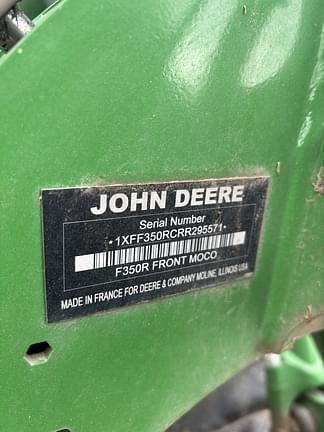 JOHN DEERE
Serial Number
*1XFF350RCRR295571*
F350R FRONT MOCO
MADE IN FRANCE FOR DEERE & COMPANY MOLINE, ILLINOIS USA